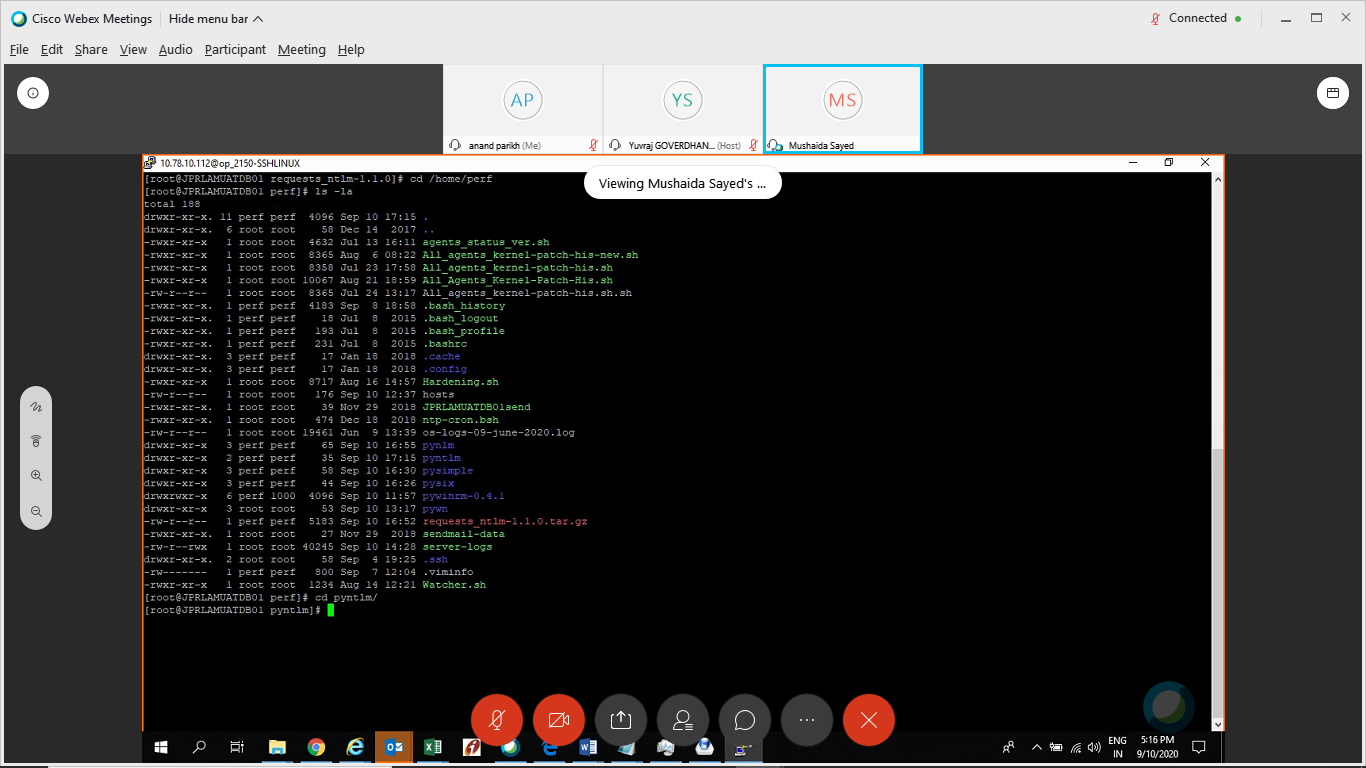 Cisco Webex Meetings
Hide menu bar
Connected
File Edit Share View Audio Participant Meeting Help
AP
YS
MS
anand parikh (Me)
Yuvraj GOVERDHAN... (Host)
Mushaida Sayed
10.78.10.112@op_2150-SSHLINUX
Viewing Mushaida Sayed's ...
[root@JPRLAMUATDB01 requests_ntlm-1.1.0]# cd /home/perf
[root@JPRLAMUATDB01 perf]# ls -la
total 188
drwxr-xr-x. 11 perf perf 4096 Sep 10 17:15 .
drwxr-xr-x. 6 root root 58 Dec 14 2017 ..
-rwxr-xr-x 1 root root 4632 Jul 13 16:11 agents_status_ver.sh
-rwxr-xr-x 1 root root 8365 Aug 6 08:22 All_agents_kernel-patch-his-new.sh
-rwxr-xr-x 1 root root 8358 Jul 23 17:58 All_agents_kernel-patch-his.sh
-rwxr-xr-x 1 root root 10067 Aug 21 18:59 All_Agents_Kernel-Patch-His.sh
-rw-r--r-- 1 root root 8365 Jul 24 13:17 All_agents_kernel-patch-his.sh.sh
-rwxr-xr-x. 1 perf perf 4183 Sep 8 18:58 .bash_history
-rwxr-xr-x. 1 perf perf 18 Jul 8 2015 .bash_logout
-rwxr-xr-x. 1 perf perf 193 Jul 8 2015 .bash_profile
-rwxr-xr-x. 1 perf perf 231 Jul 8 2015 .bashrc
drwxr-xr-x. 3 perf perf 17 Jan 18 2018 .cache
drwxr-xr-x. 3 perf perf 17 Jan 18 2018 .config
-rwxr-xr-x 1 root root 8717 Aug 16 14:57 Hardening.sh
-rw-r--r-- 1 root root 176 Sep 10 12:37 hosts
-rwxr-xr-x. 1 root root 39 Nov 29 2018 JPRLAMUATDB01send
-rwxr-xr-x. 1 root root 474 Dec 18 2018 ntp-cron.bsh
-rw-r--r-- 1 root root 19461 Jun 9 13:39 os-logs-09-june-2020.log
drwxr-xr-x 3 perf perf 65 Sep 10 16:55 pynlm
drwxr-xr-x 2 perf perf 35 Sep 10 17:15 pyntlm
drwxr-xr-x 3 perf perf 58 Sep 10 16:30 pysimple
drwxr-xr-x 3 perf perf 44 Sep 10 16:26 pysix
drwxrwxr-x 6 perf 1000 4096 Sep 10 11:57 pywinrm-0.4.1
drwxr-xr-x 3 root root 53 Sep 10 13:17 pywn
-rw-r--r-- 1 perf perf 5183 Sep 10 16:52 requests_ntlm-1.1.0.tar.gz
-rwxr-xr-x. 1 root root 27 Nov 29 2018 sendmail-data
-rw-r--rwx 1 root root 40245 Sep 10 14:28 server-logs
drwxr-xr-x. 2 root root 58 Sep 4 19:25 .ssh
-rw------- 1 perf perf 800 Sep 7 12:04 .viminfo
-rwxr-xr-x 1 root root 1234 Aug 14 12:21 Watcher.sh
[root@JPRLAMUATDB01 perf]# cd pyntlm/
[root@JPRLAMUATDB01 pyntlm]#
ENG
IN
5:16 PM
9/10/2020